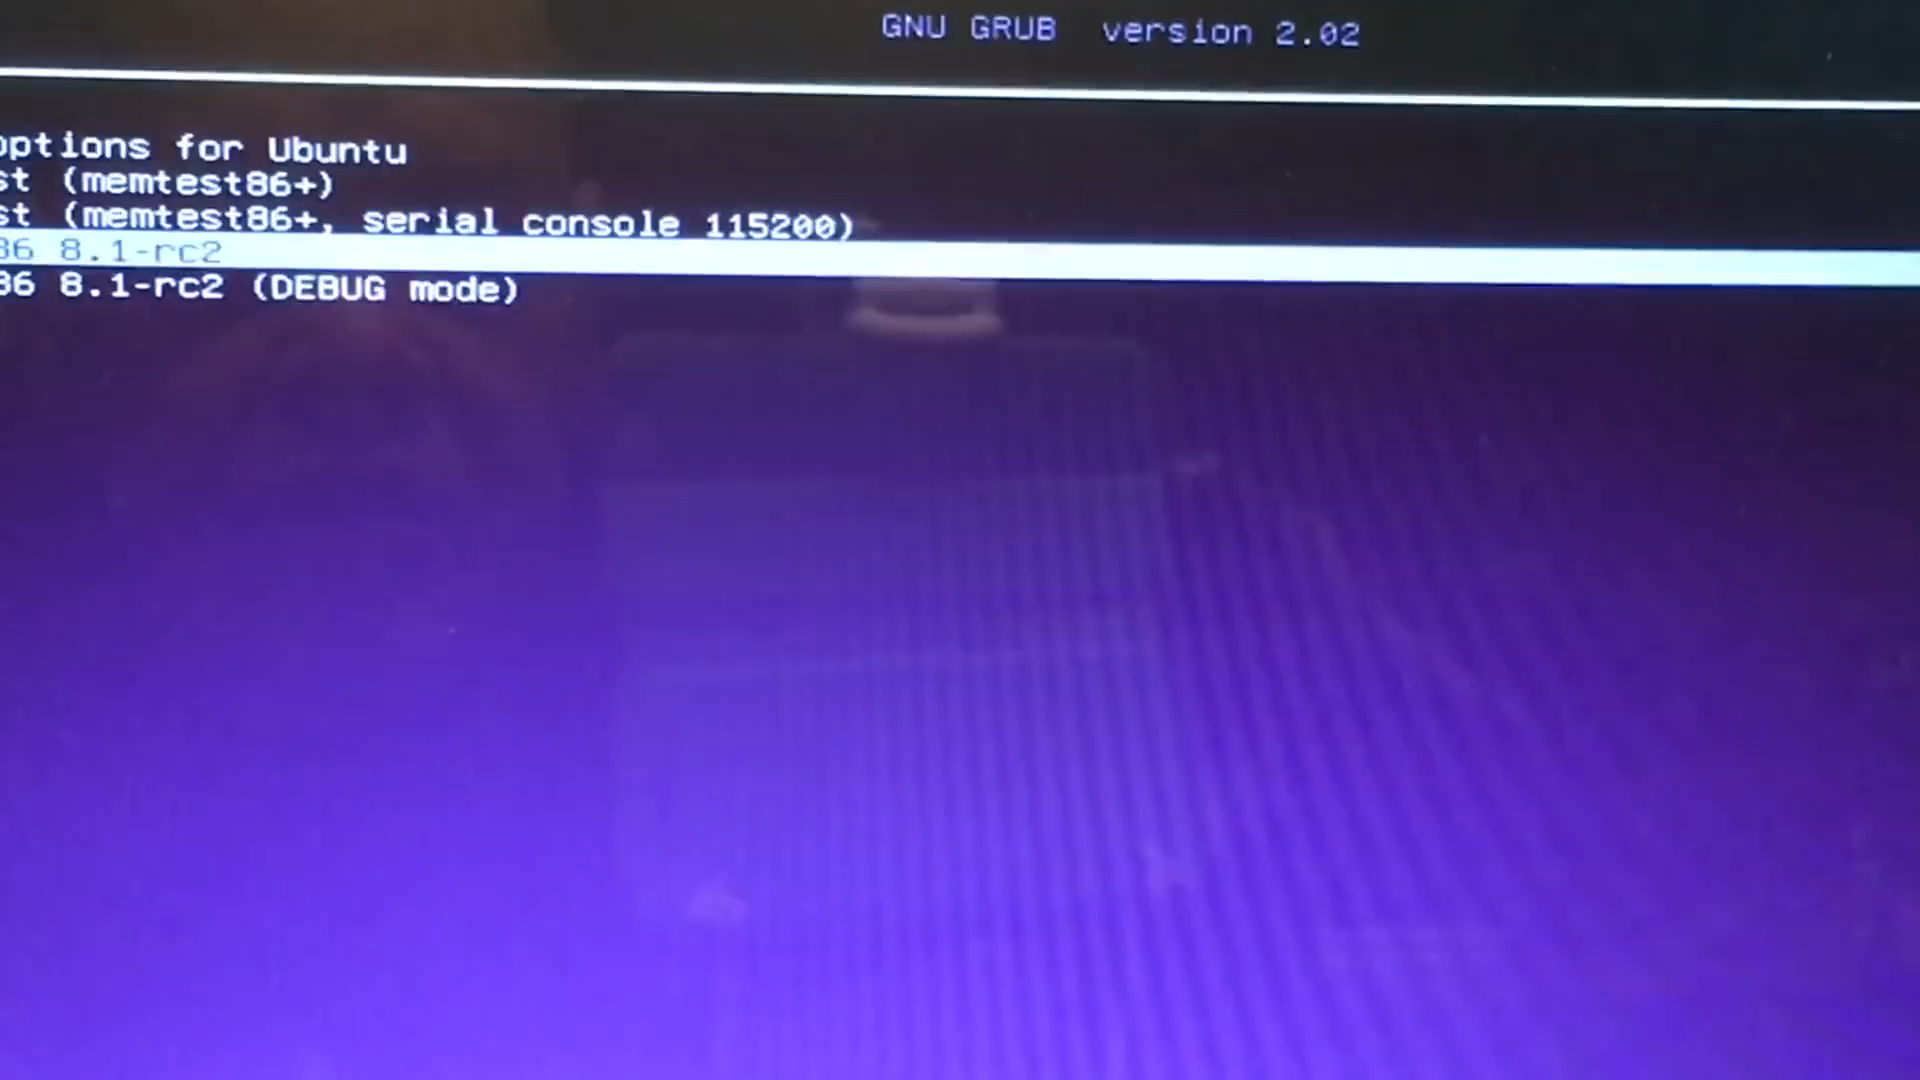 GNU GRUB version 2.02
options for Ubuntu
st (memtest86+)
st (memtest86+, serial console 115200)
86 8.1-rc2
86 8.1-rc2 (DEBUG mode)